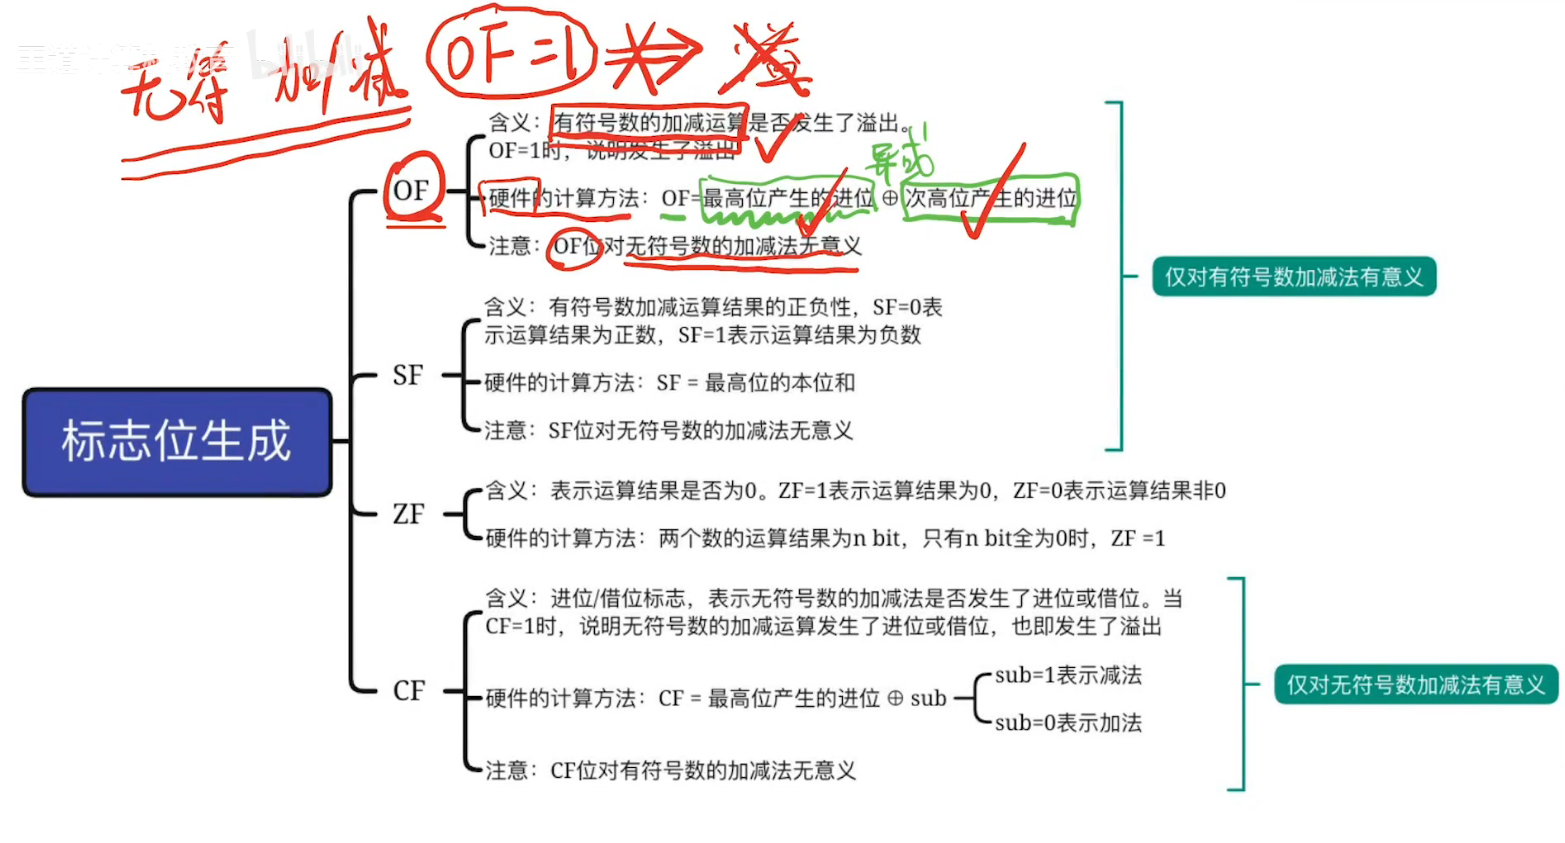 王道计算机教育 bilibili
无符 加/减 OF=1 溢
含义：有符号数的加减运算是否发生了溢出。
OF=1时，说明发生了溢出
异或
OF
硬件的计算方法：OF=最高位产生的进位 ⊕ 次高位产生的进位
注意：OF位对无符号数的加减法无意义
仅对有符号数加减法有意义
含义：有符号数加减运算结果的正负性，SF=0表
示运算结果为正数，SF=1表示运算结果为负数
SF
硬件的计算方法：SF = 最高位的本位和
注意：SF位对无符号数的加减法无意义
标志位生成
含义：表示运算结果是否为0。ZF=1表示运算结果为0，ZF=0表示运算结果非0
ZF
硬件的计算方法：两个数的运算结果为n bit，只有n bit全为0时，ZF =1
含义：进位/借位标志，表示无符号数的加减法是否发生了进位或借位。当
CF=1时，说明无符号数的加减运算发生了进位或借位，也即发生了溢出
CF
硬件的计算方法：CF = 最高位产生的进位 ⊕ sub
sub=1表示减法
sub=0表示加法
仅对无符号数加减法有意义
注意：CF位对有符号数的加减法无意义